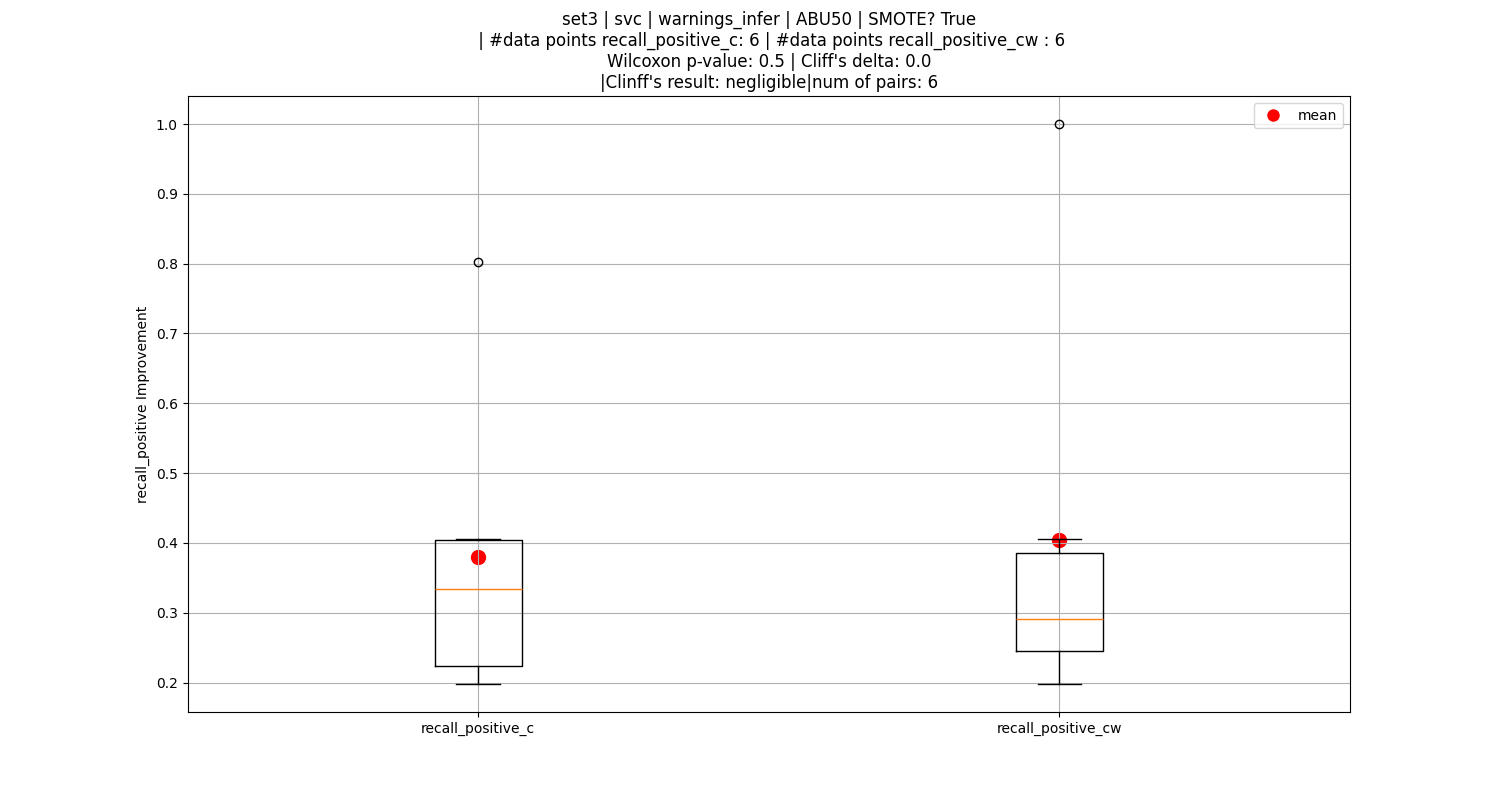 set3 | svc | warnings_infer | ABU50 | SMOTE? True
| #data points recall_positive_c: 6 | #data points recall_positive_cw : 6
Wilcoxon p-value: 0.5 | Cliff's delta: 0.0
|Clinff's result: negligible|num of pairs: 6
mean
1.0
0.9
0.8
0.7
0.6
0.5
0.4
0.3
0.2
recall_positive Improvement
recall_positive_c
recall_positive_cw